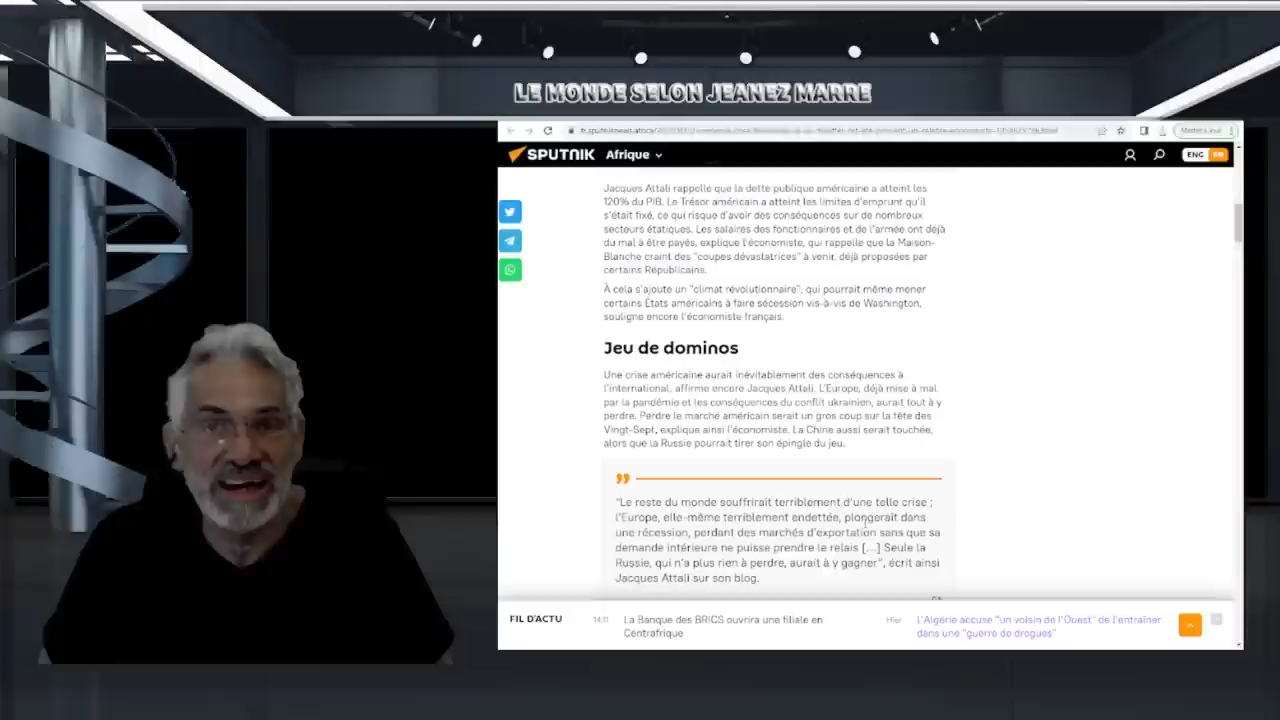 LE MONDE SELON JEANEZ MARRE
SPUTNIK Afrique
ENG FR
Jacques Attali rappelle que la dette publique américaine a atteint les
120% du PIB. Le Trésor américain a atteint les limites d'emprunt qu'il
s'était fixé, ce qui risque d'avoir des conséquences sur de nombreux
secteurs étatiques. Les salaires des fonctionnaires et de l'armée ont déjà
du mal à être payés, explique l'économiste, qui rappelle que la Maison-
Blanche craint des "coupes dévastatrices" à venir, déjà proposées par
certains Républicains.
À cela s'ajoute un "climat révolutionnaire", qui pourrait même mener
certains États américains à faire sécession vis-à-vis de Washington,
souligne encore l'économiste français.
Jeu de dominos
Une crise américaine aurait inévitablement des conséquences à
l'international, affirme encore Jacques Attali. L'Europe, déjà mise à mal
par la pandémie et les conséquences du conflit ukrainien, aurait tout à y
perdre. Perdre le marché américain serait un gros coup sur la tête des
Vingt-Sept, explique ainsi l'économiste. La Chine aussi serait touchée,
alors que la Russie pourrait tirer son épingle du jeu.
"Le reste du monde souffrirait terriblement d'une telle crise ;
l'Europe, elle-même terriblement endettée, plongerait dans
une récession, perdant des marchés d'exportation sans que sa
demande intérieure ne puisse prendre le relais [...] Seule la
Russie, qui n'a plus rien à perdre, aurait à y gagner", écrit ainsi
Jacques Attali sur son blog.
FIL D'ACTU
14:11
La Banque des BRICS ouvrira une filiale en
Centrafrique
Hier
L'Algérie accuse "un voisin de l'Ouest" de l'entraîner
dans une "guerre de drogues"